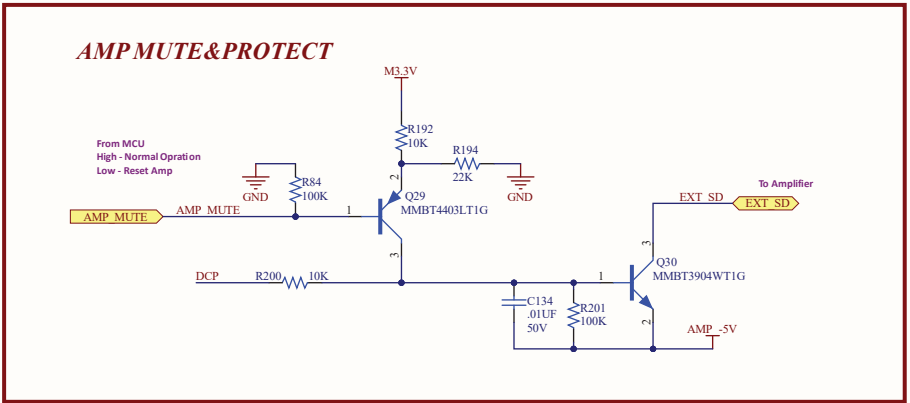 AMP MUTE&PROTECT
M3.3V
R192
10K
R194
22K
GND
From MCU
High - Normal Opration
Low - Reset Amp
GND
R84
100K
2
Q29
MMBT4403LT1G
1
3
AMP_MUTE
AMP_MUTE
To Amplifier
EXT_SD
EXT_SD
3
Q30
MMBT3904WT1G
1
2
DCP
R200
10K
C134
.01UF
50V
R201
100K
AMP_-5V